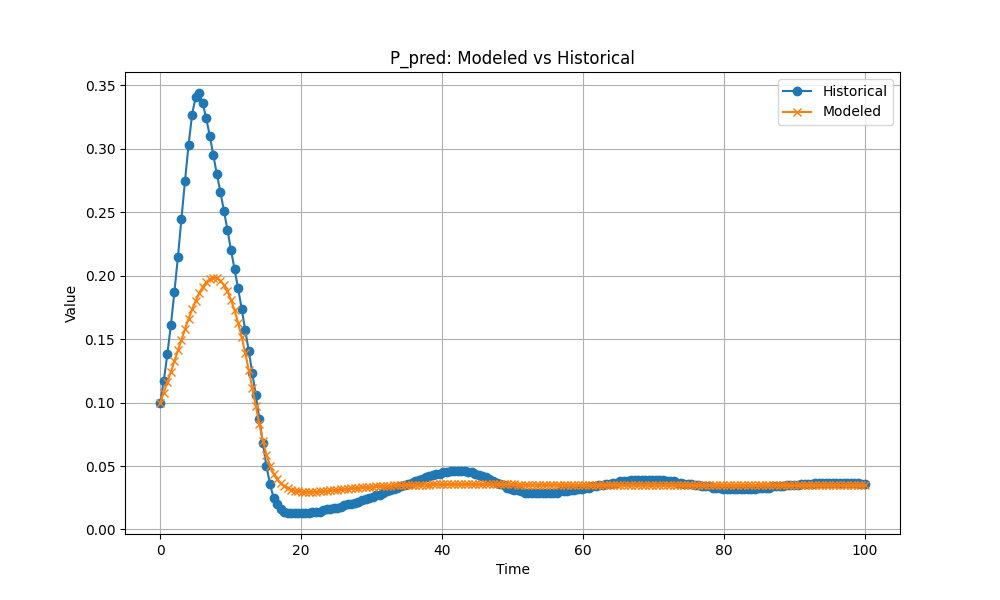 P_pred: Modeled vs Historical
Historical
Modeled
Value
0.35
0.30
0.25
0.20
0.15
0.10
0.05
0.00
0 20 40 60 80 100
Time